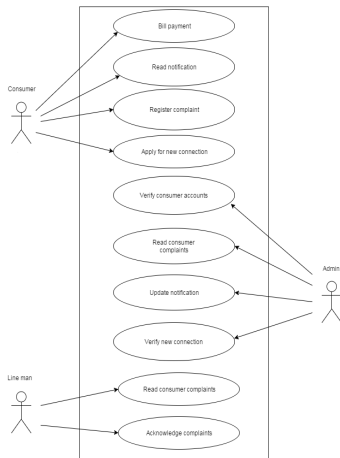 Bill payment
Read notification
Consumer
Register complaint
Apply for new connection
Verify consumer accounts
Read consumer
complaints
Admin
Update notification
Verify new connection
Line man
Read consumer complaints
Acknowledge complaints